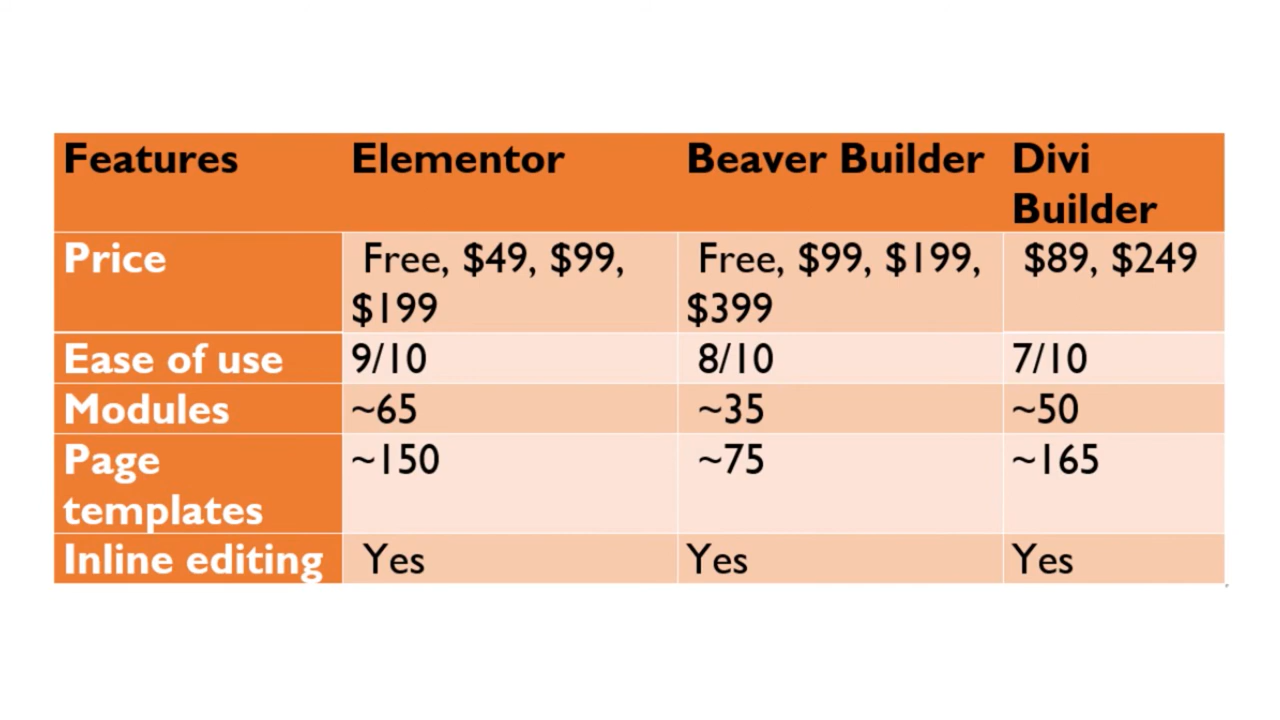 Features Elementor Beaver Builder Divi
Builder
Price Free, $49, $99, Free, $99, $199, $89, $249
$199 $399
Ease of use 9/10 8/10 7/10
Modules ~65 ~35 ~50
Page ~150 ~75 ~165
templates
Inline editing Yes Yes Yes